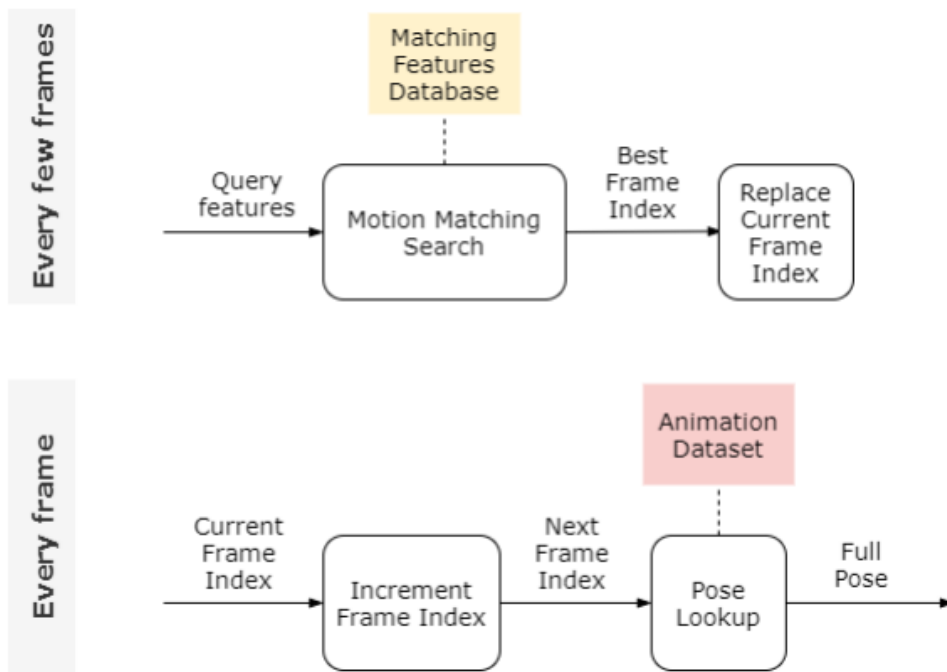 Every few frames
Matching
Features
Database
Query
features
Motion Matching
Search
Best
Frame
Index
Replace
Current
Frame
Index
Every frame
Animation
Dataset
Current
Frame
Index
Increment
Frame Index
Next
Frame
Index
Pose
Lookup
Full
Pose